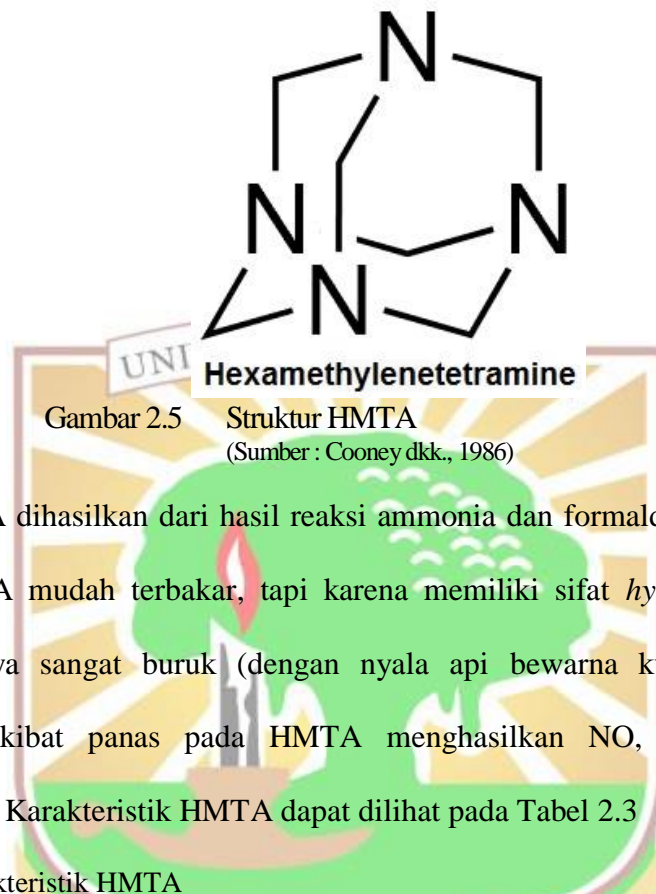 N
N
N
N
UNI
Hexamethylenetetramine
Gambar 2.5 Struktur HMTA
(Sumber : Cooney dkk., 1986)
A dihasilkan dari hasil reaksi ammonia dan formald
A mudah terbakar, tapi karena memiliki sifat hy
ya sangat buruk (dengan nyala api bewarna k
kibat panas pada HMTA menghasilkan NO,
Karakteristik HMTA dapat dilihat pada Tabel 2.3
kteristik HMTA